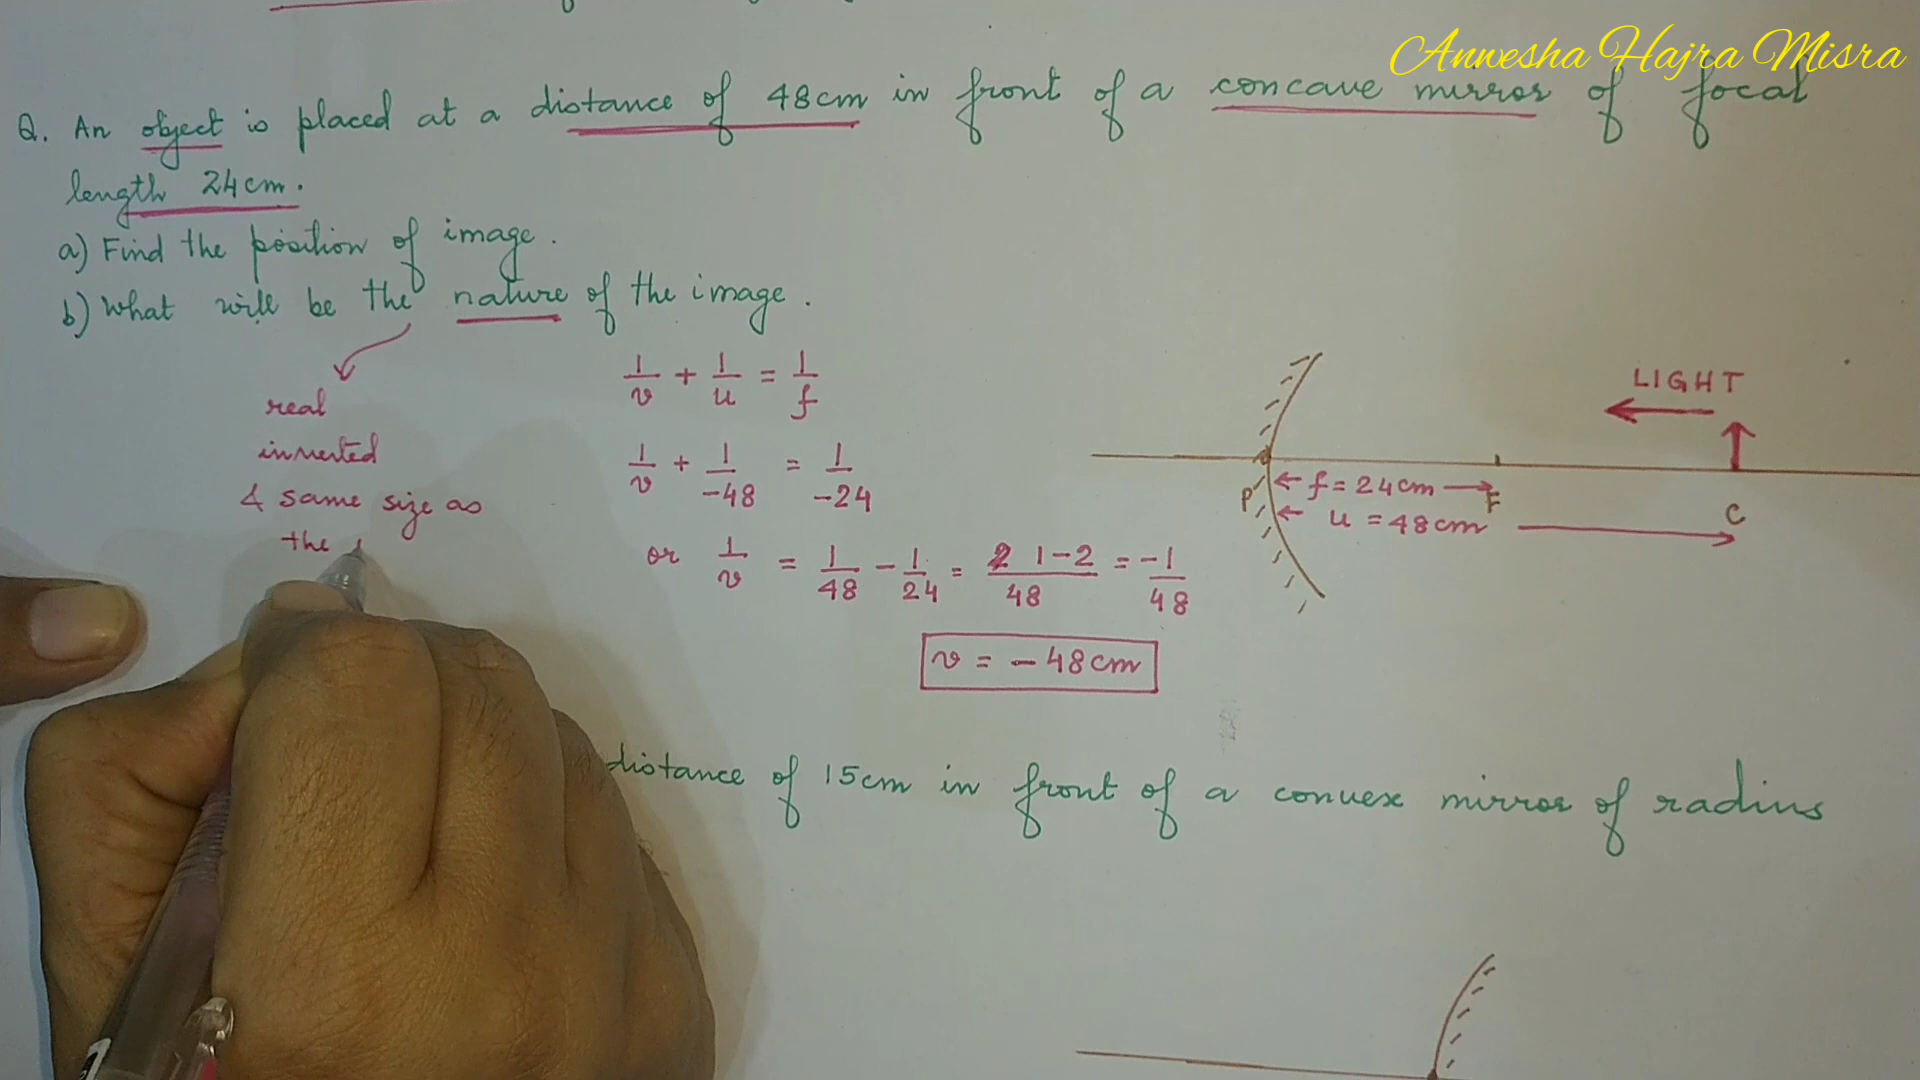 Anwesha Hajra Misra
Q. An object is placed at a distance of 48cm in front of a concave mirror of focal
length 24cm.
a) Find the position of image.
b) What will be the nature of the image.
real
inverted
& same size as
the
1/v + 1/u = 1/f
1/v + 1/-48 = 1/-24
or 1/v = 1/48 - 1/24 = 1-2/48 = -1/48
v = -48cm
LIGHT
P
f = 24cm
F
u = 48cm
C
distance of 15cm in front of a convex mirror of radius